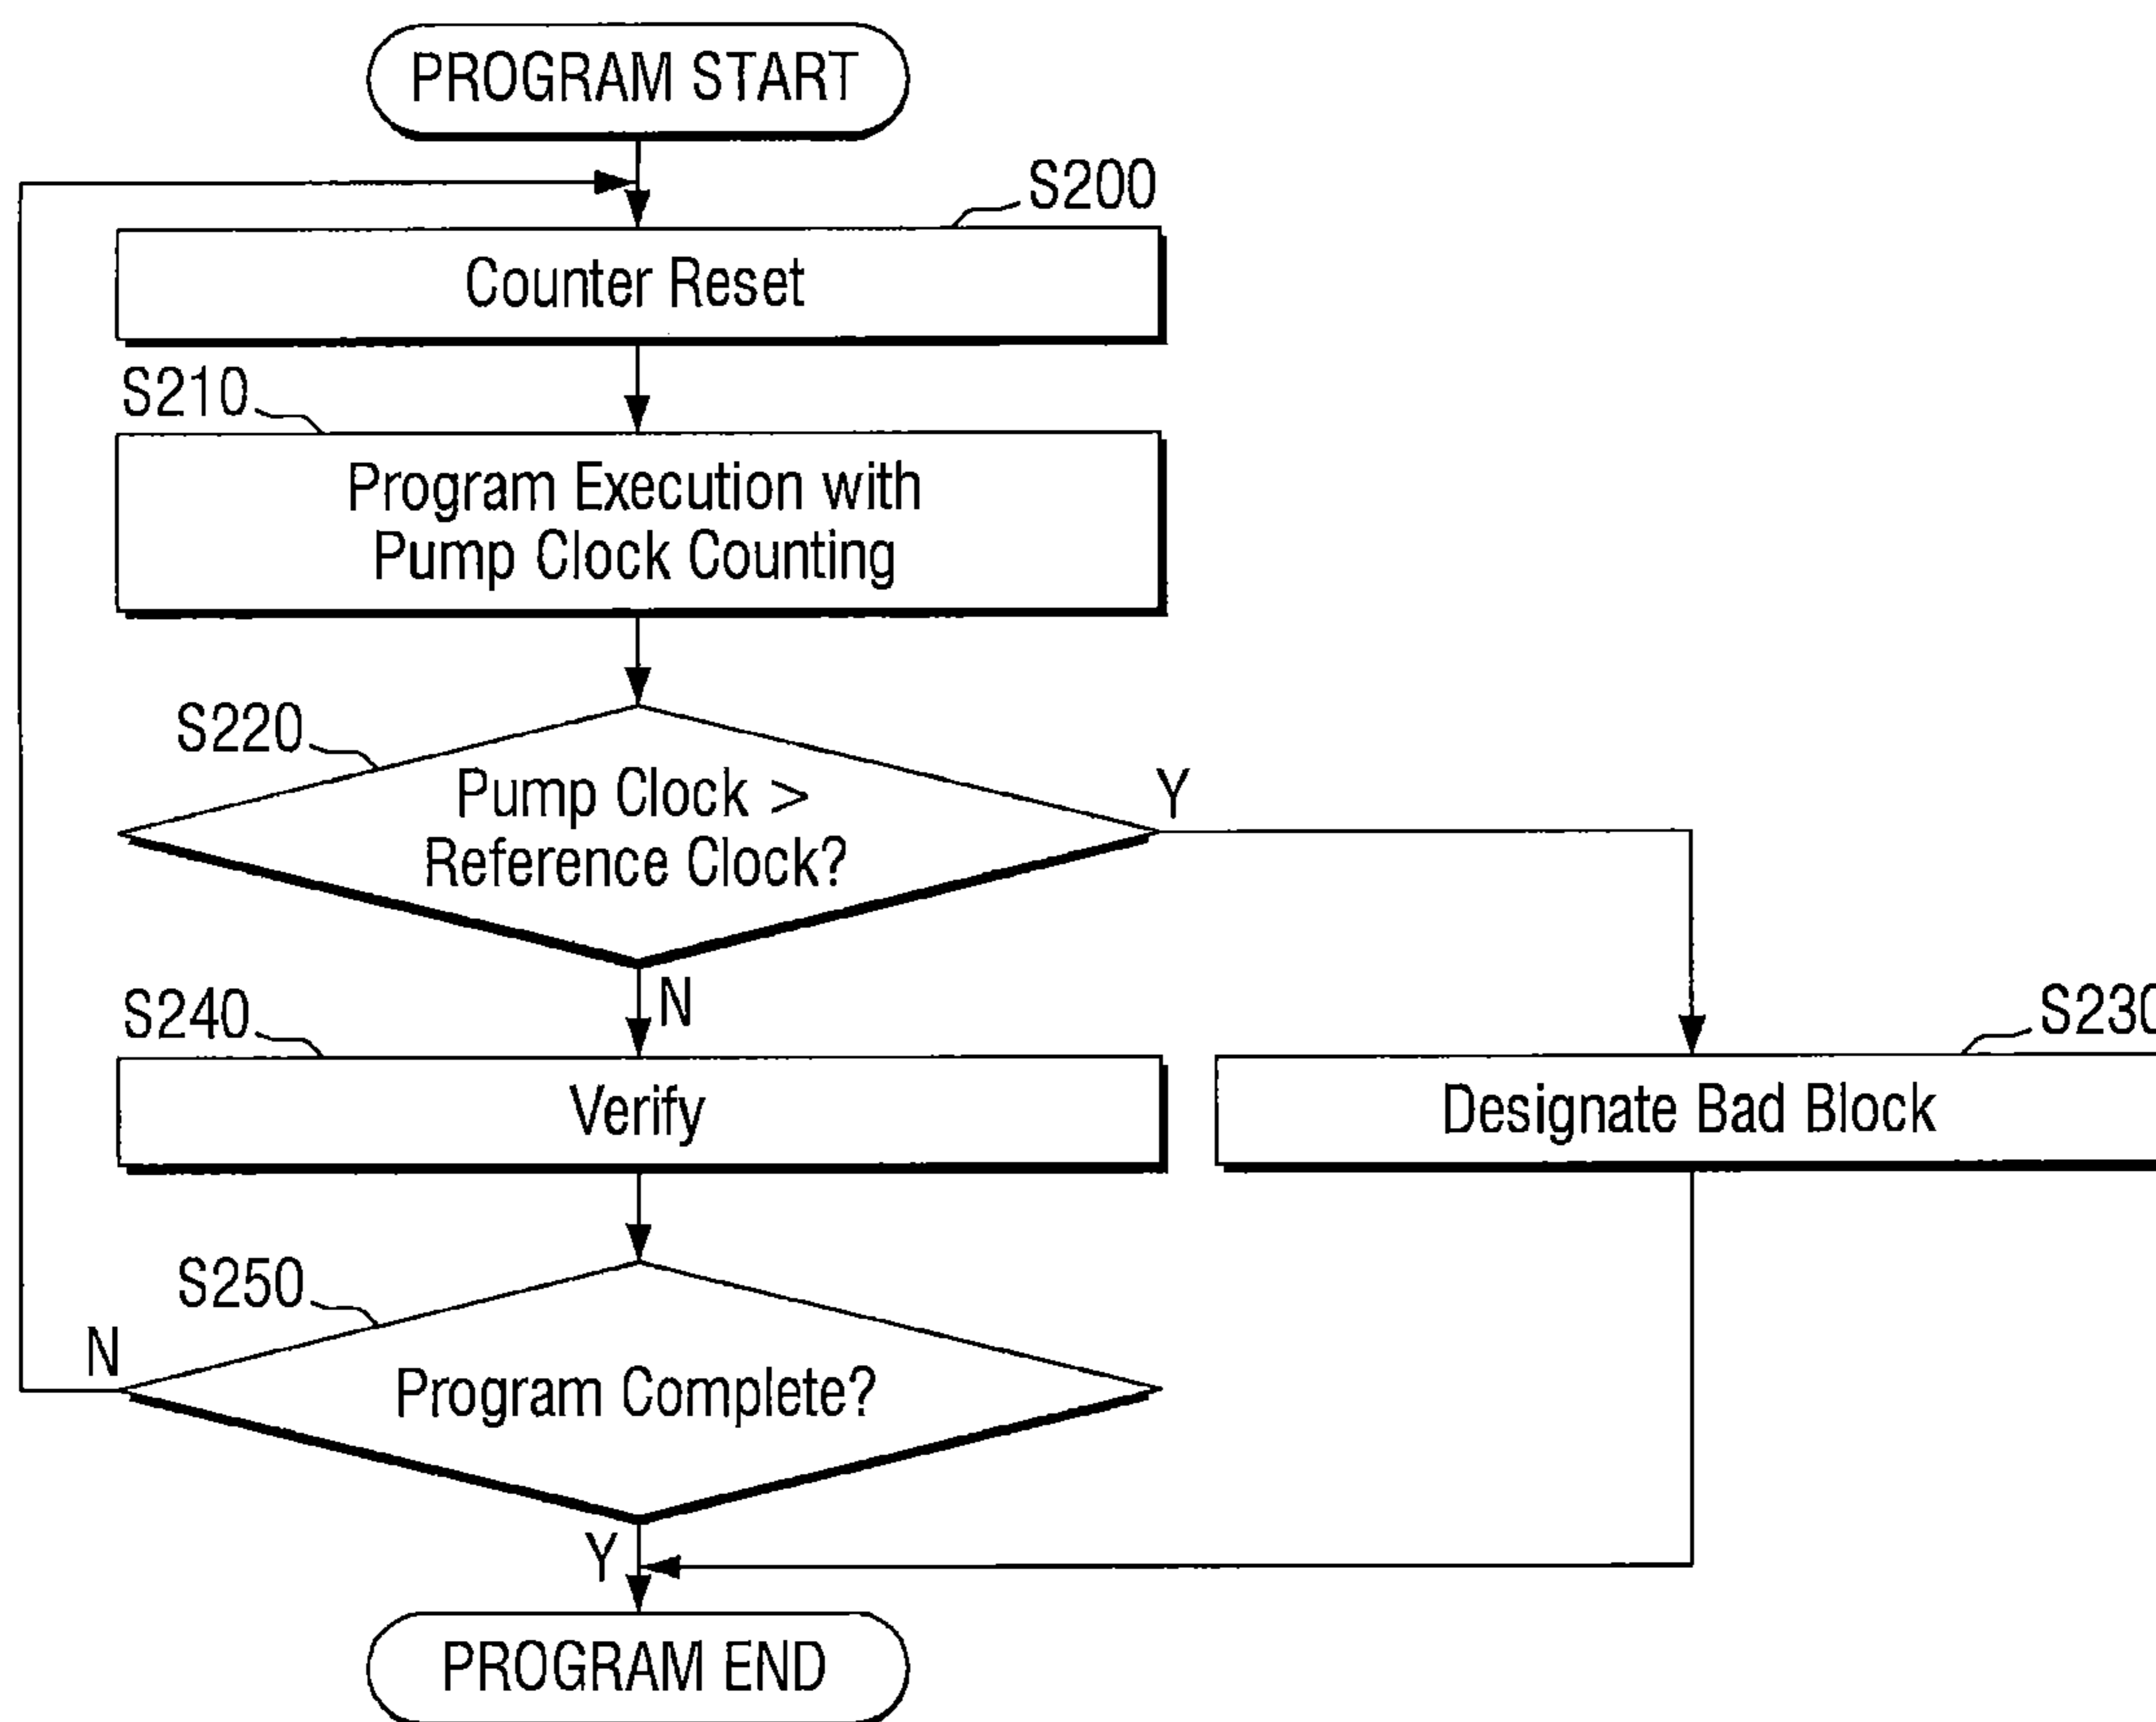 PROGRAM START
S200
Counter Reset
S210
Program Execution with
Pump Clock Counting
S220
Pump Clock >
Reference Clock?
Y
N
S240
Verify
S230
Designate Bad Block
S250
N
Program Complete?
Y
PROGRAM END